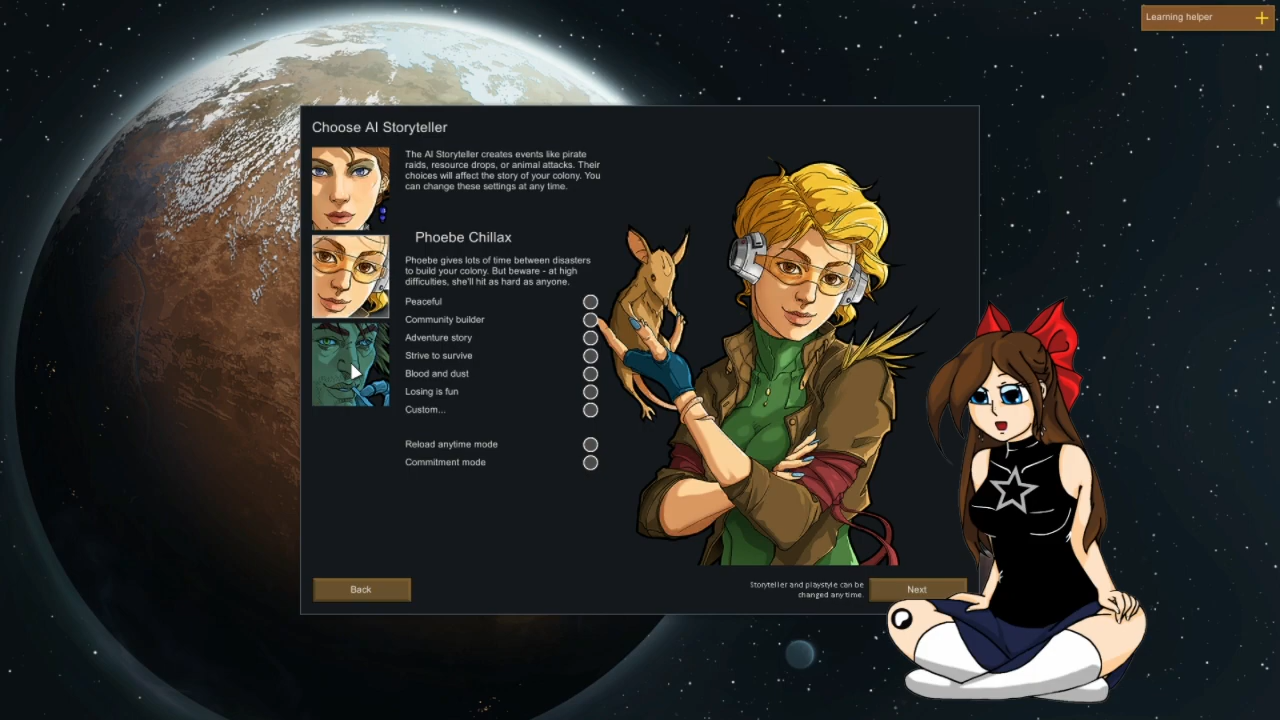 Learning helper
Choose AI Storyteller
The AI Storyteller creates events like pirate
raids, resource drops, or animal attacks. Their
choices will affect the story of your colony. You
can change these settings at any time.
Phoebe Chillax
Phoebe gives lots of time between disasters
to build your colony. But beware - at high
difficulties, she'll hit as hard as anyone.
Peaceful
Community builder
Adventure story
Strive to survive
Blood and dust
Losing is fun
Custom...
Reload anytime mode
Commitment mode
Back
Storyteller and playstyle can be
changed any time.
Next